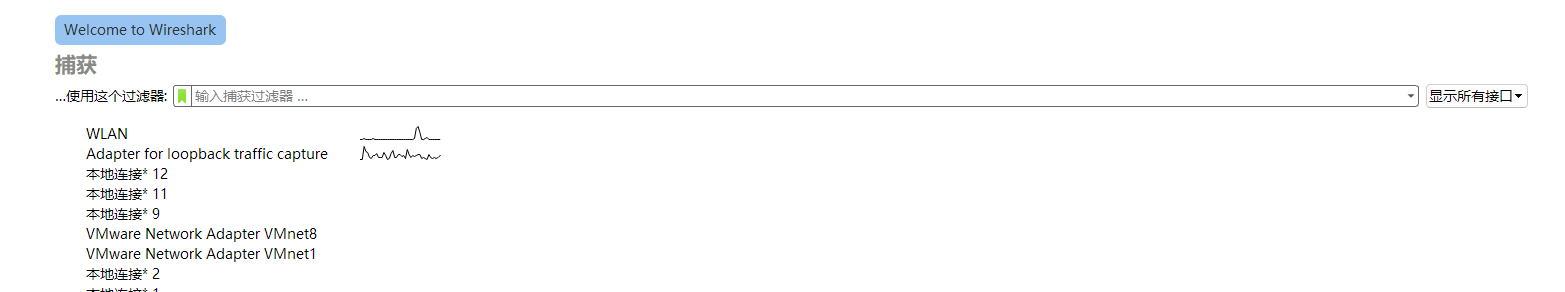 Welcome to Wireshark
捕获
…使用这个过滤器: 输入捕获过滤器 … 显示所有接口
WLAN
Adapter for loopback traffic capture
本地连接* 12
本地连接* 11
本地连接* 9
VMware Network Adapter VMnet8
VMware Network Adapter VMnet1
本地连接* 2